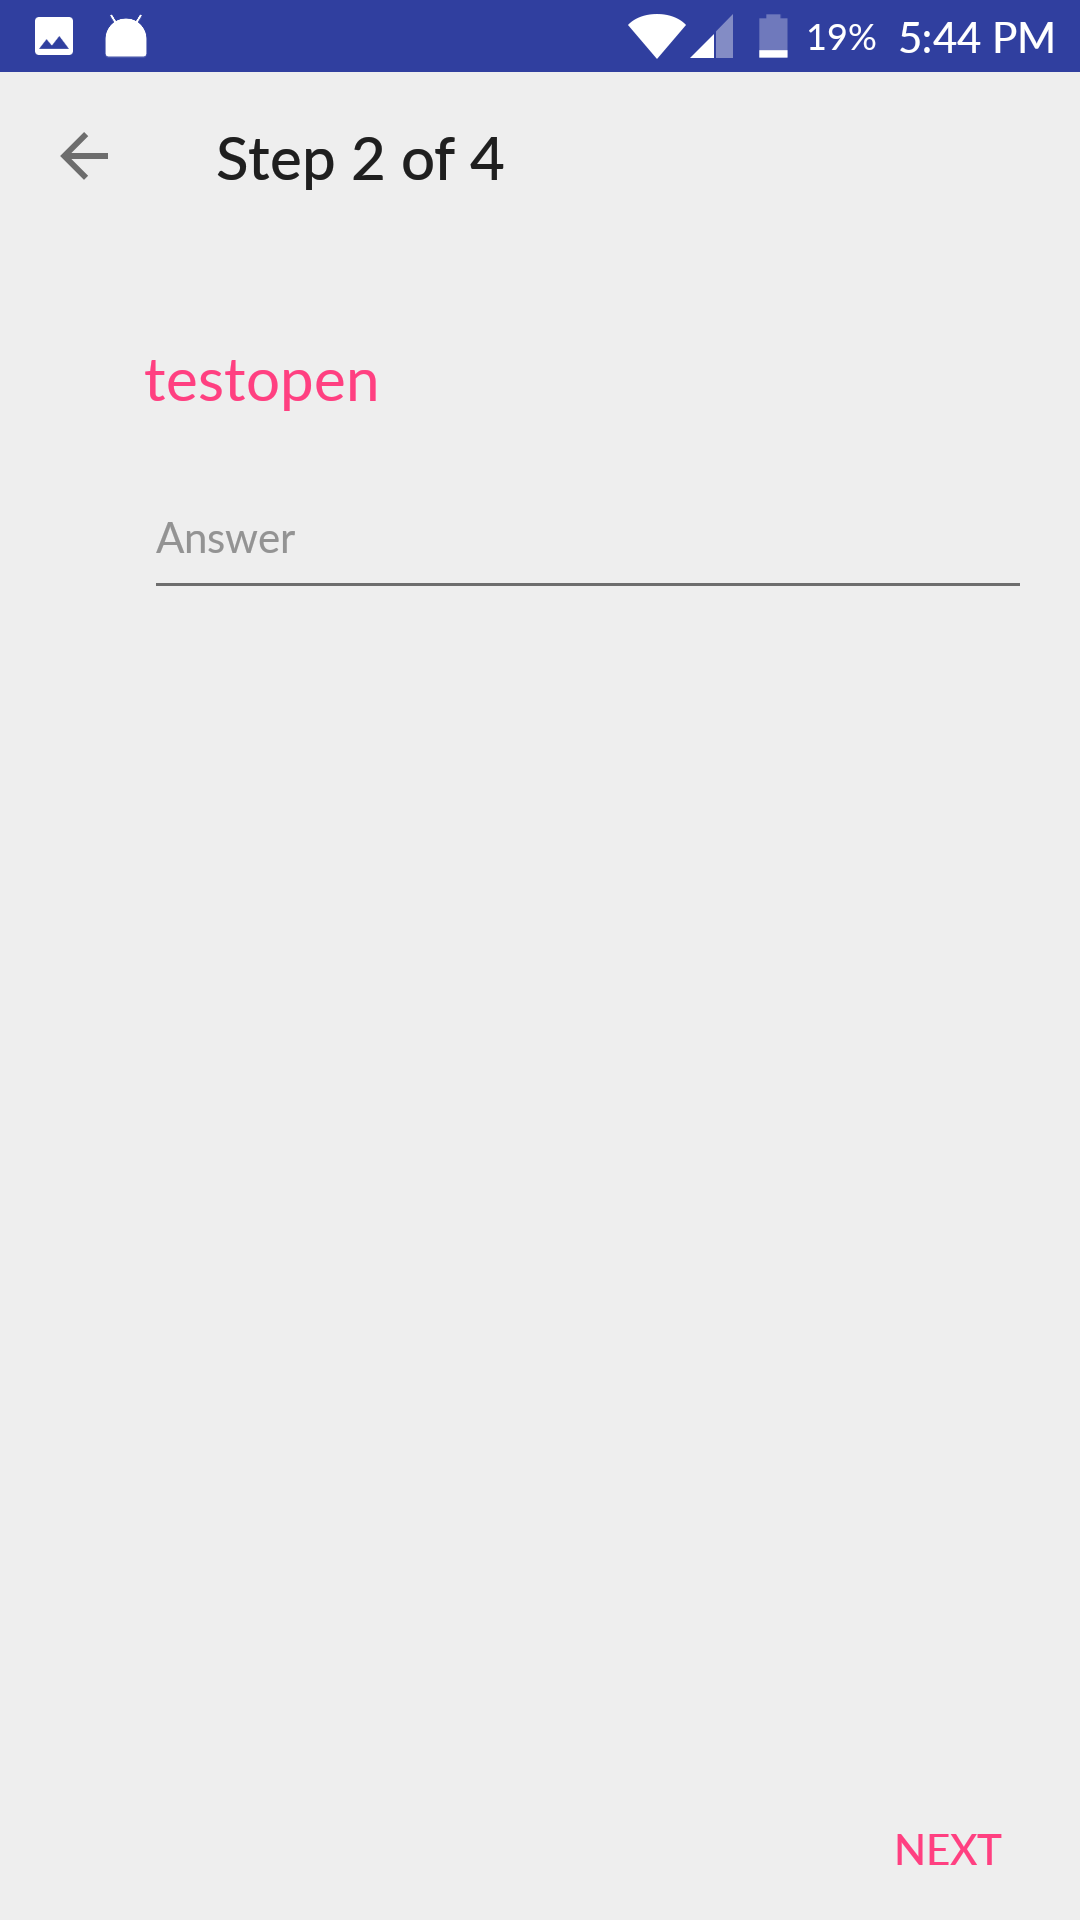 19% 5:44 PM
Step 2 of 4
testopen
Answer
NEXT